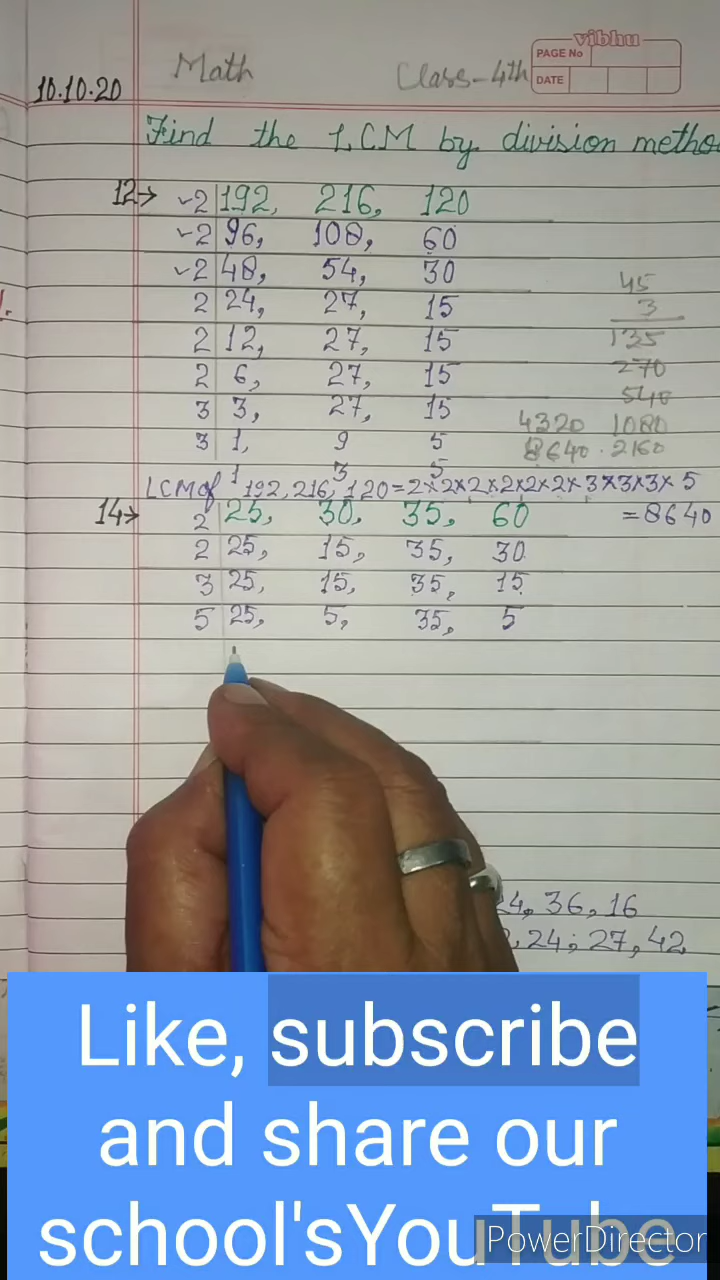 vibhu
PAGE No
DATE
10.10.20
Math
Class-4th
Find the LCM by division metho
12→ 2 192, 216, 120
2 96, 108, 60
2 48, 54, 30
2 24, 27, 15
2 12, 27, 15
2 6, 27, 15
3 3, 27, 15
3 1, 9 5
1 3 5
45
3
135
270
540
4320 1080
8640 . 2160
LCM of 192, 216, 120 = 2×2×2×2×2×2×3×3×3×5
= 8640
14→ 2 25, 30, 35, 60
2 25, 15, 35, 30
3 25, 15, 35, 15
5 25, 5, 35, 5
24, 36, 16
, 24; 27, 42
Like, subscribe
and share our
school'sYouTube
PowerDirector